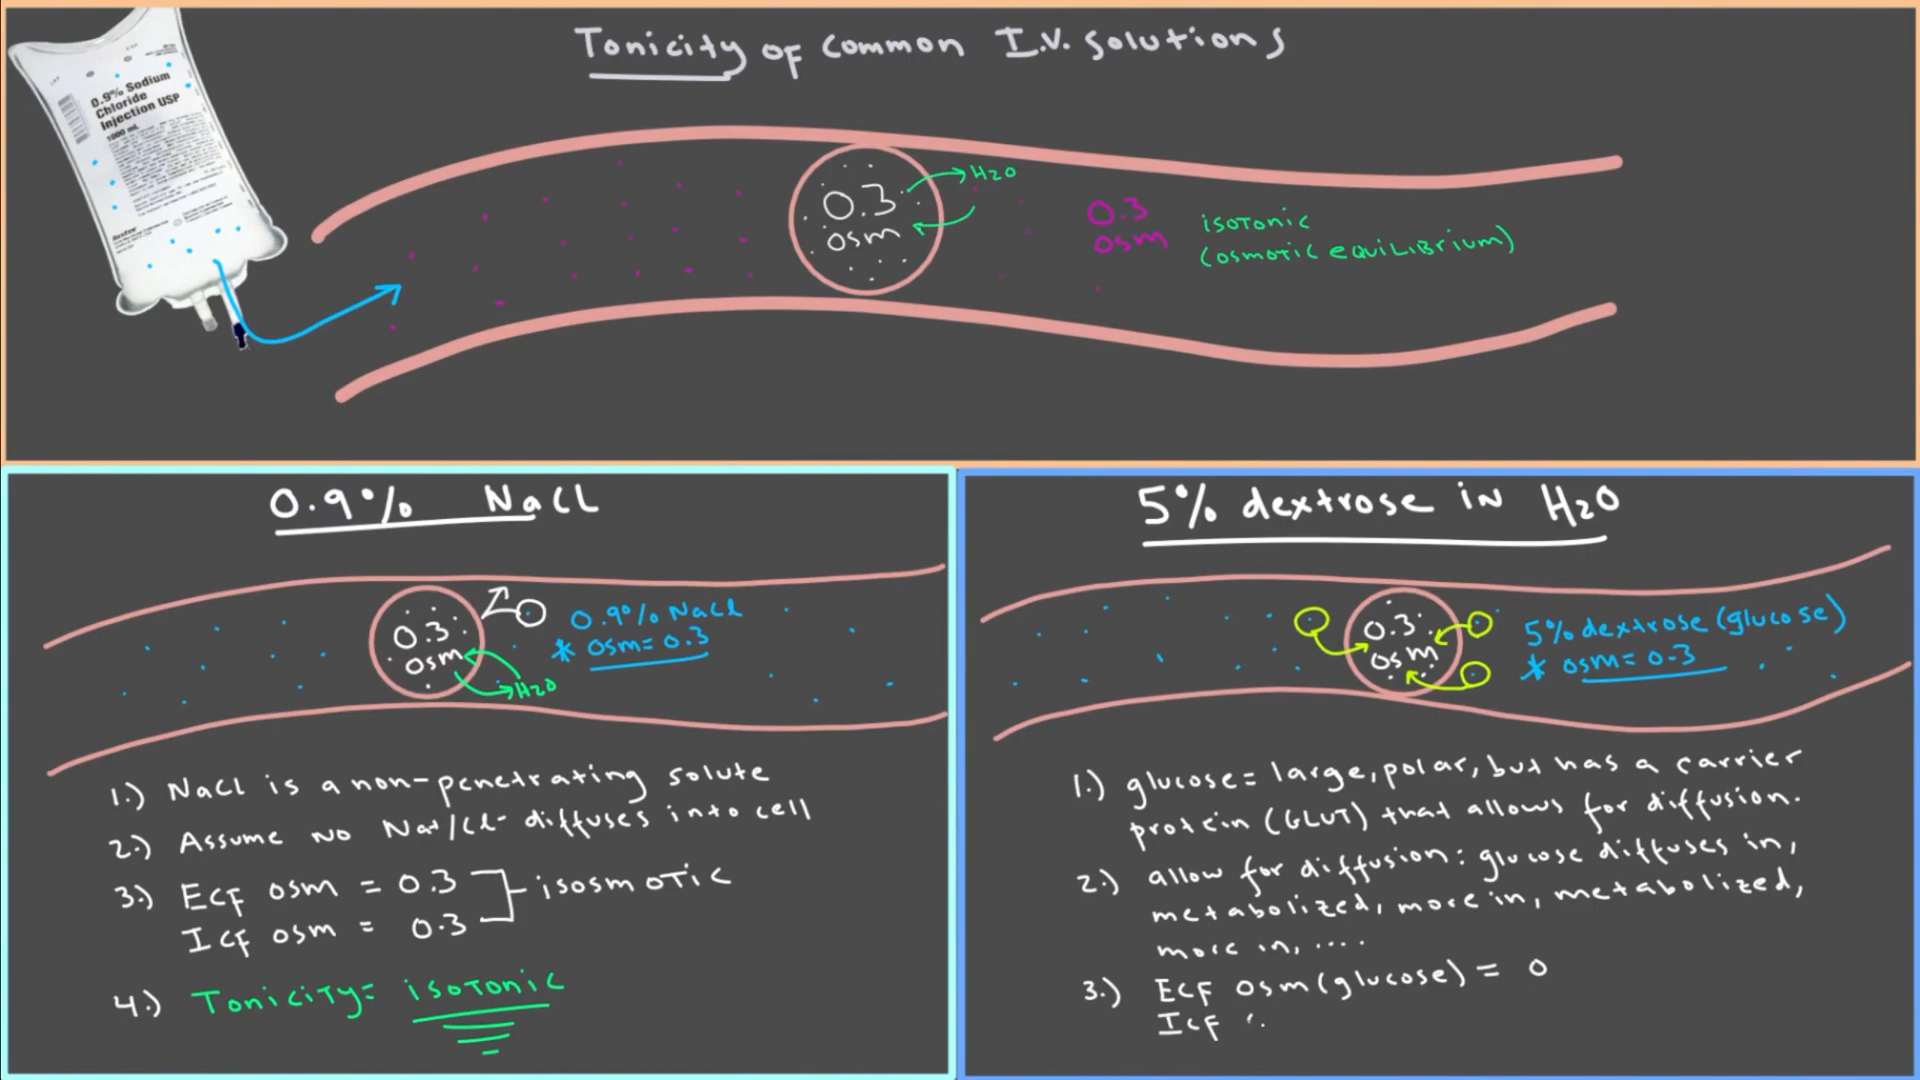 Tonicity of common I.V. solutions
0.9% Sodium
Chloride
Injection USP
1000 mL
0.3
osm
H2O
0.3
osm
isotonic
(osmotic equilibrium)
0.9% NaCl
0.3
osm
H2O
0.9% NaCl
* osm = 0.3
1.) NaCl is a non-penetrating solute
2.) Assume no Na+/Cl- diffuses into cell
3.) ECF osm = 0.3
ICF osm = 0.3
isosmotic
4.) Tonicity = isotonic
5% dextrose in H2O
0.3
osm
5% dextrose (glucose)
* osm = 0.3
1.) glucose = large, polar, but has a carrier
protein (GLUT) that allows for diffusion.
2.) allow for diffusion: glucose diffuses in,
metabolized, more in, metabolized,
more in, ....
3.) ECF osm (glucose) = 0
ICF